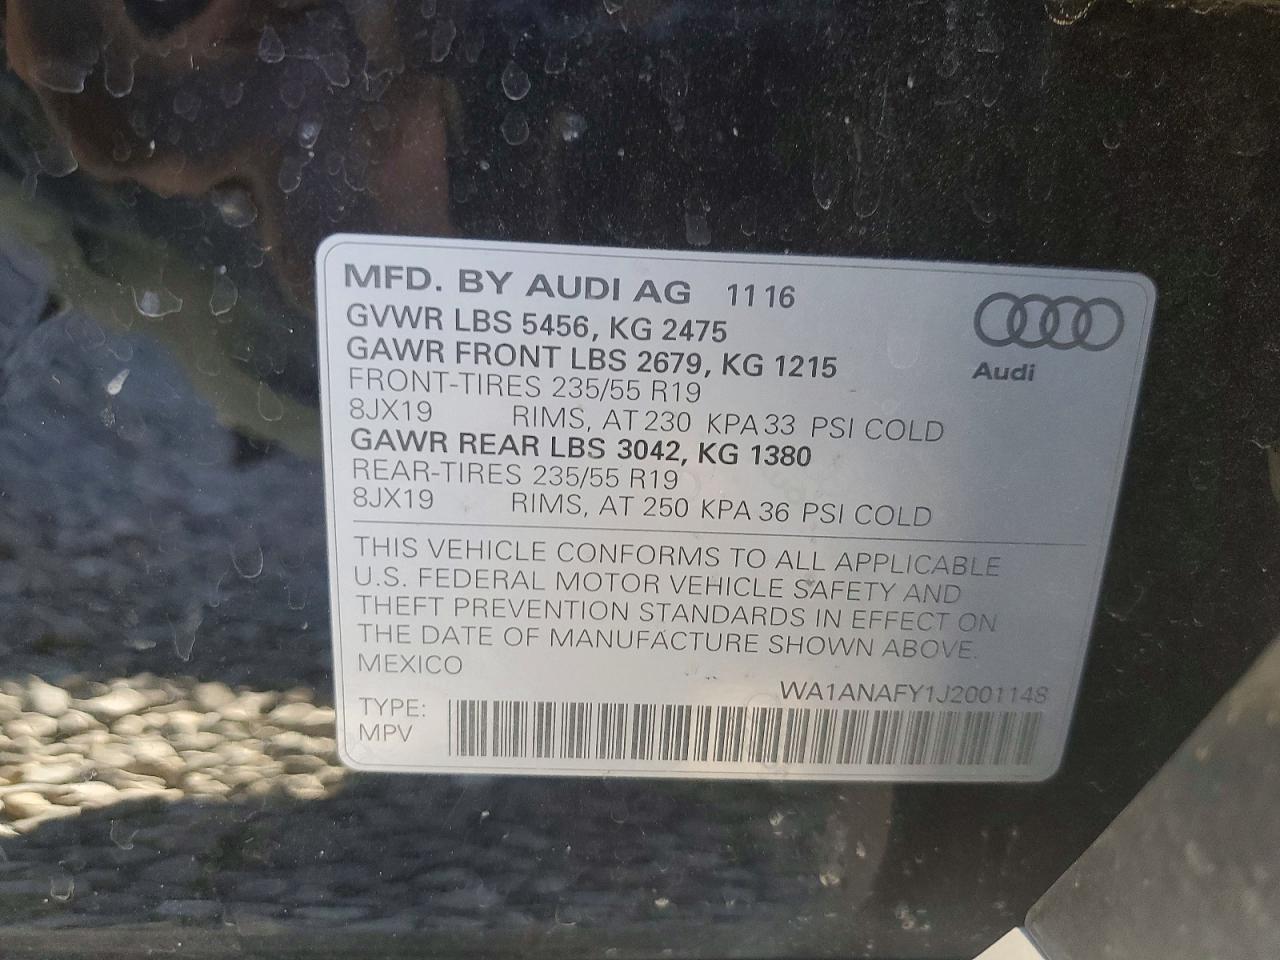 MFD. BY AUDI AG 11 16
Audi
GVWR LBS 5456, KG 2475
GAWR FRONT LBS 2679, KG 1215
FRONT-TIRES 235/55 R19
8JX19 RIMS, AT 230 KPA 33 PSI COLD
GAWR REAR LBS 3042, KG 1380
REAR-TIRES 235/55 R19
8JX19 RIMS, AT 250 KPA 36 PSI COLD
THIS VEHICLE CONFORMS TO ALL APPLICABLE
U.S. FEDERAL MOTOR VEHICLE SAFETY AND
THEFT PREVENTION STANDARDS IN EFFECT ON
THE DATE OF MANUFACTURE SHOWN ABOVE.
MEXICO
WA1ANAFY1J2001148
TYPE:
MPV